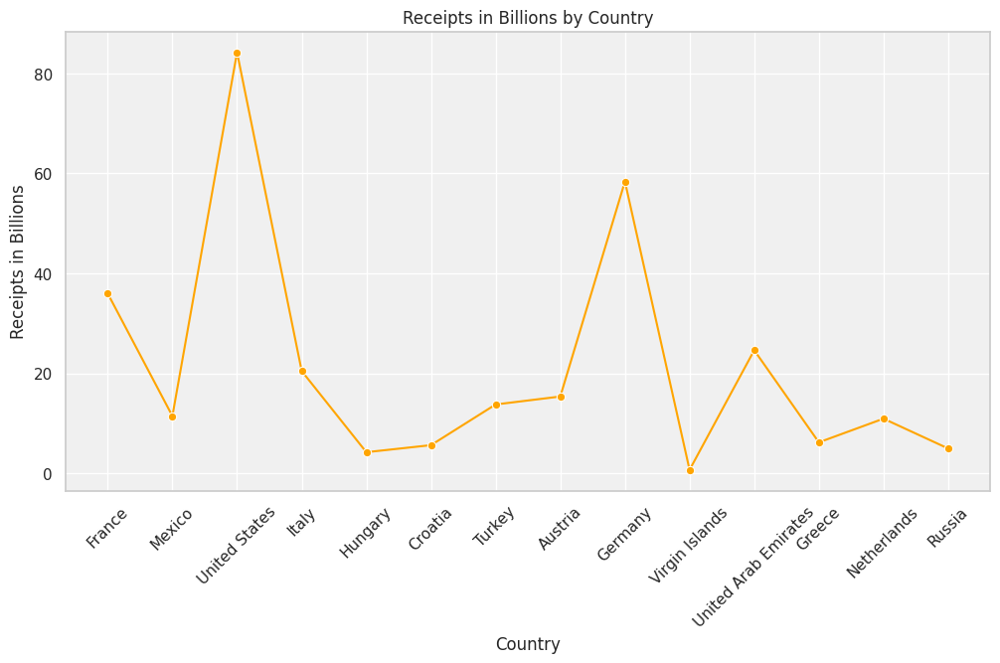 Receipts in Billions by Country
Receipts in Billions
80
60
40
20
0
France
Mexico
United States
Italy
Hungary
Croatia
Turkey
Austria
Germany
Virgin Islands
United Arab Emirates
Greece
Netherlands
Russia
Country